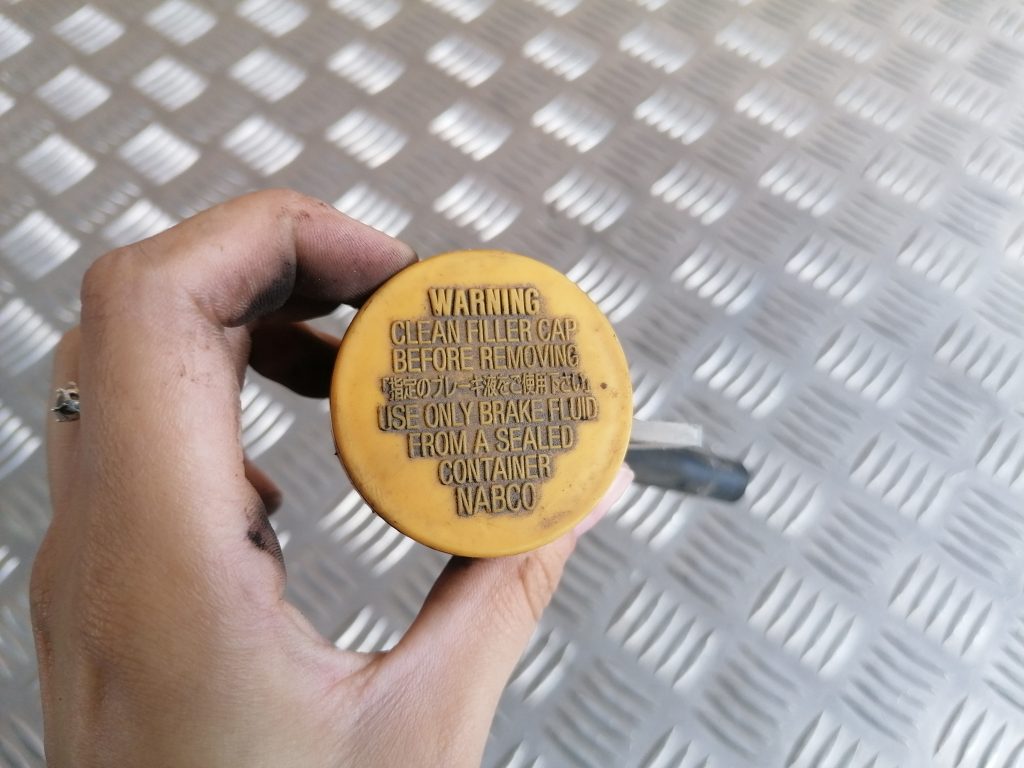 WARNING
CLEAN FILLER CAP
BEFORE REMOVING
「指定のブレーキ液をご使用下さい」
USE ONLY BRAKE FLUID
FROM A SEALED
CONTAINER
NABCO